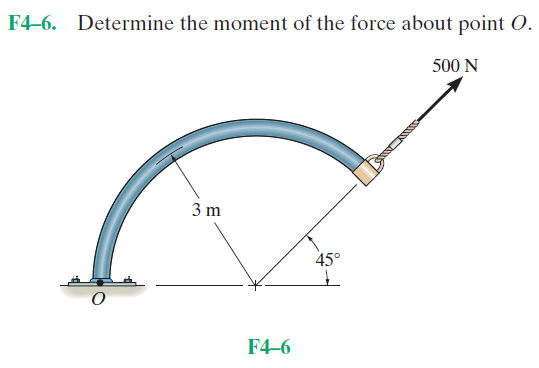 F4–6. Determine the moment of the force about point O.
500 N
3 m
45°
O
F4–6